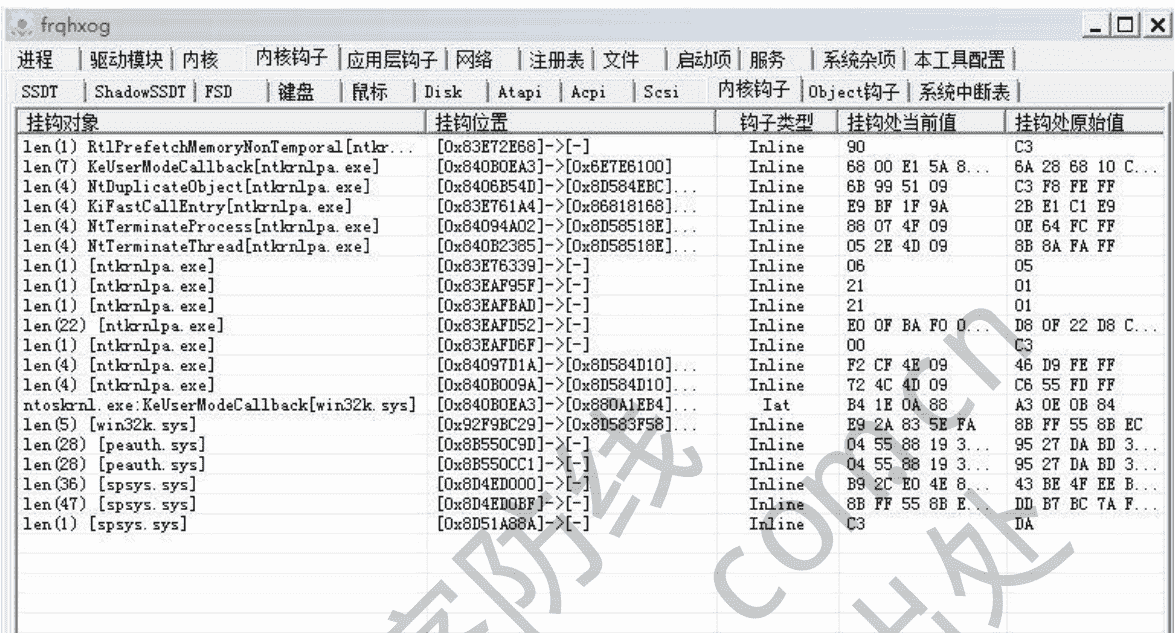 frqhxog
进程 驱动模块 内核 内核钩子 应用层钩子 网络 注册表 文件 启动项 服务 系统杂项 本工具配置
SSDT ShadowSSDT FSD 键盘 鼠标 Disk Atapi Acpi Scsi 内核钩子 Object钩子 系统中断表
挂钩对象 挂钩位置 钩子类型 挂钩处当前值 挂钩处原始值
len(1) RtlPrefetchMemoryNonTemporal[ntkr... [0x83E72E68]->[-] Inline 90 C3
len(7) KeUserModeCallback[ntkrnlpa.exe] [0x840B0EA3]->[0x6E7E6100] Inline 68 00 E1 5A 8... 6A 28 68 10 C...
len(4) NtDuplicateObject[ntkrnlpa.exe] [0x8406B54D]->[0x8D584EBC]... Inline 6B 99 51 09 C3 F8 FE FF
len(4) KiFastCallEntry[ntkrnlpa.exe] [0x83E761A4]->[0x86818168]... Inline E9 BF 1F 9A 2B E1 C1 E9
len(4) NtTerminateProcess[ntkrnlpa.exe] [0x84094A02]->[0x8D58518E]... Inline 88 07 4F 09 0E 64 FC FF
len(4) NtTerminateThread[ntkrnlpa.exe] [0x840B2385]->[0x8D58518E]... Inline 05 2E 4D 09 8B 8A FA FF
len(1) [ntkrnlpa.exe] [0x83E76339]->[-] Inline 06 05
len(1) [ntkrnlpa.exe] [0x83EAF95F]->[-] Inline 21 01
len(1) [ntkrnlpa.exe] [0x83EAFBAD]->[-] Inline 21 01
len(22) [ntkrnlpa.exe] [0x83EAFD52]->[-] Inline E0 0F BA F0 0... D8 0F 22 D8 C...
len(1) [ntkrnlpa.exe] [0x83EAFD6F]->[-] Inline 00 C3
len(4) [ntkrnlpa.exe] [0x84097D1A]->[0x8D584D10]... Inline F2 CF 4E 09 46 D9 FE FF
len(4) [ntkrnlpa.exe] [0x840B009A]->[0x8D584D10]... Inline 72 4C 4D 09 C6 55 FD FF
ntoskrnl.exe:KeUserModeCallback[win32k.sys] [0x840B0EA3]->[0x880A1EB4]... Iat B4 1E 0A 88 A3 0E 0B 84
len(5) [win32k.sys] [0x92F9BC29]->[0x8D583F58]... Inline E9 2A 83 5E FA 8B FF 55 8B EC
len(28) [peauth.sys] [0x8B550C9D]->[-] Inline 04 55 88 19 3... 95 27 DA BD 3...
len(28) [peauth.sys] [0x8B550CC1]->[-] Inline 04 55 88 19 3... 95 27 DA BD 3...
len(36) [spsys.sys] [0x8D4ED000]->[-] Inline B9 2C E0 4E 8... 43 BE 4F EE B...
len(47) [spsys.sys] [0x8D4ED0BF]->[-] Inline 8B FF 55 8B E... DD B7 BC 7A F...
len(1) [spsys.sys] [0x8D51A88A]->[-] Inline C3 DA
防线
com.cn
出处